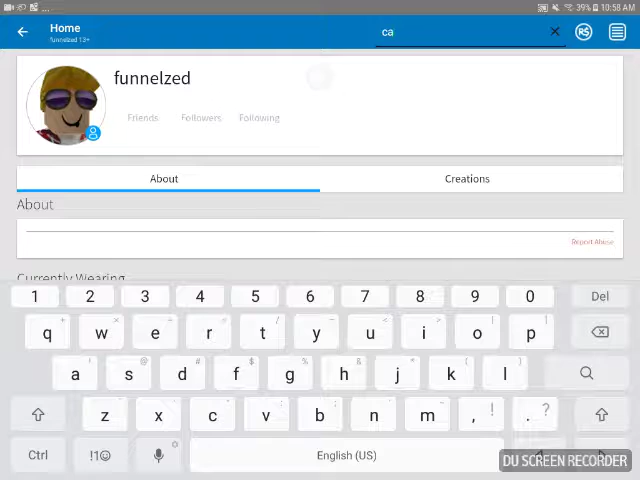 39% 10:58 AM
Home
funnelzed 13+
ca
R$
funnelzed
Friends Followers Following
About Creations
About
Report Abuse
Currently Wearing
1 2 3 4 5 6 7 8 9 0 Del
q w e r t y u i o p
a s d f g h j k l
z x c v b n m , ! . ?
Ctrl !1☺ English (US)
DU SCREEN RECORDER